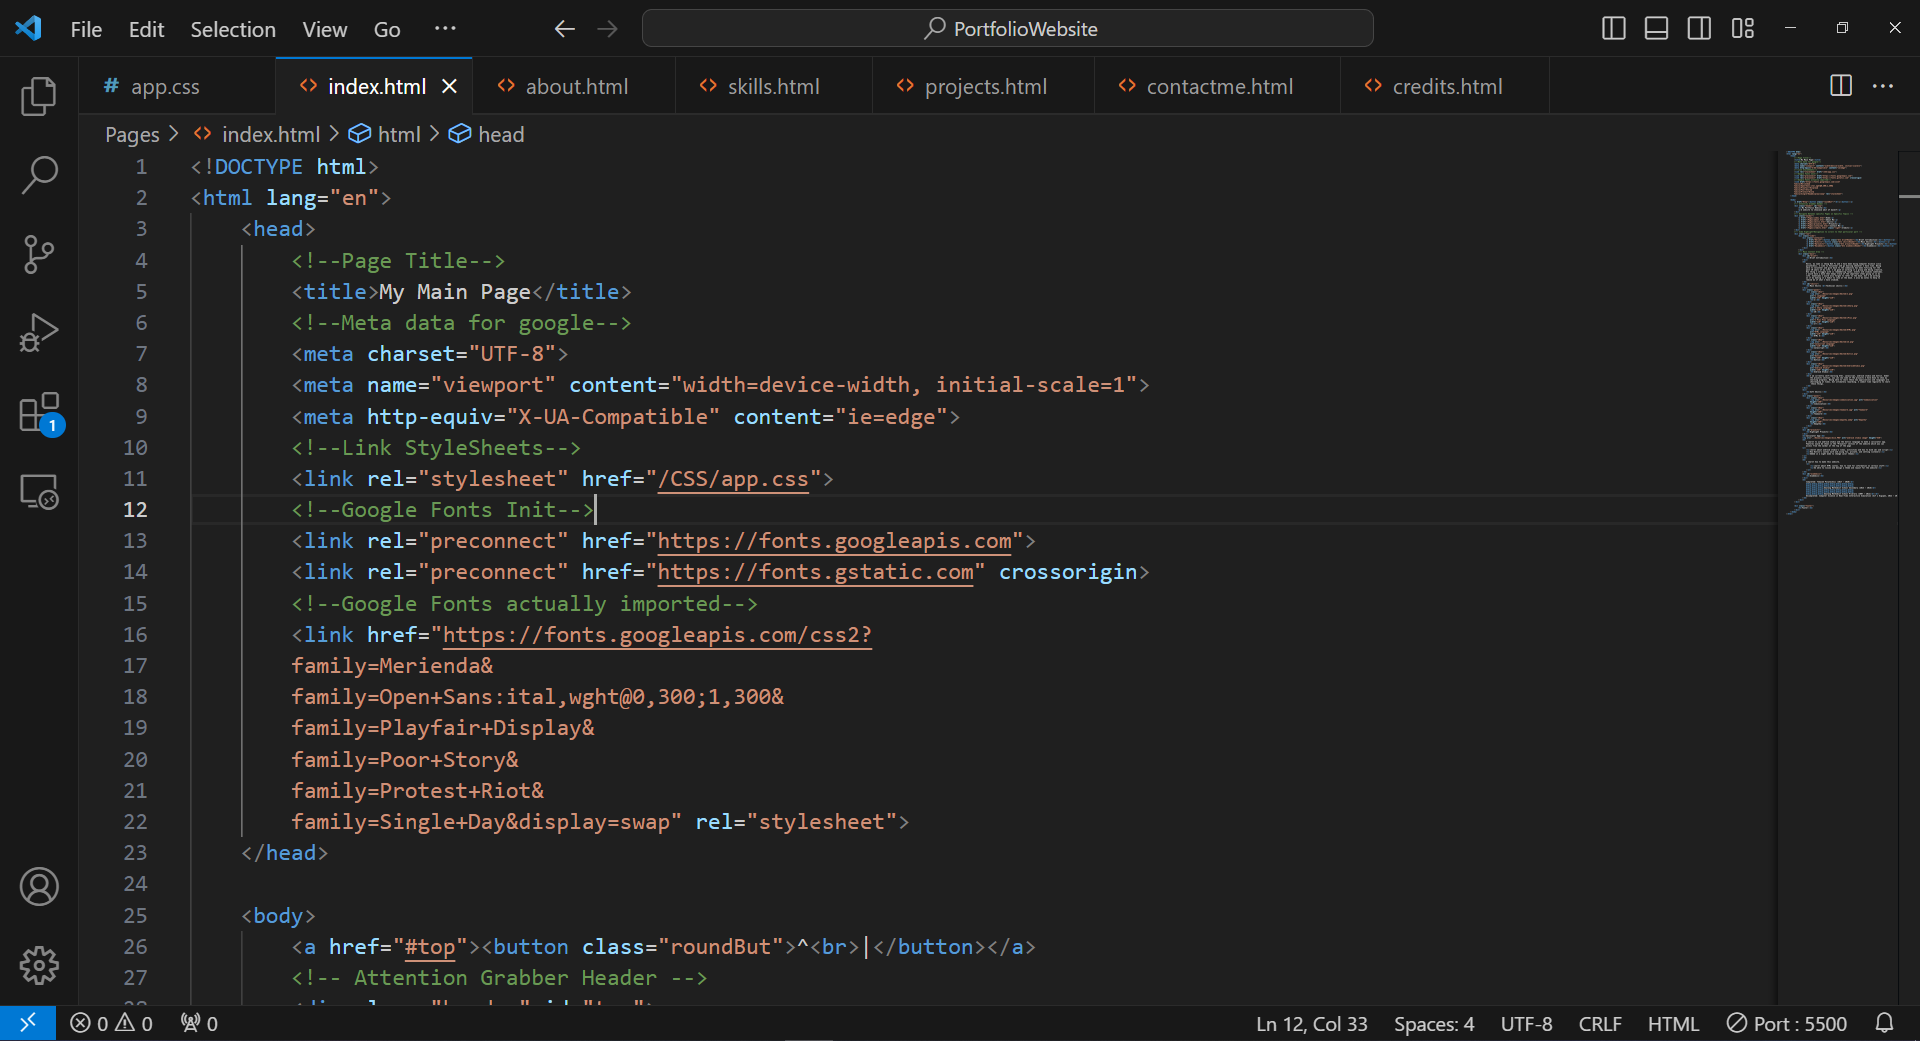 File Edit Selection View Go ··· PortfolioWebsite
# app.css <> index.html <> about.html <> skills.html <> projects.html <> contactme.html <> credits.html
Pages > <> index.html > html > head
1 <!DOCTYPE html>
2 <html lang="en">
3 <head>
4 <!--Page Title-->
5 <title>My Main Page</title>
6 <!--Meta data for google-->
7 <meta charset="UTF-8">
8 <meta name="viewport" content="width=device-width, initial-scale=1">
9 <meta http-equiv="X-UA-Compatible" content="ie=edge">
10 <!--Link StyleSheets-->
11 <link rel="stylesheet" href="/CSS/app.css">
12 <!--Google Fonts Init-->
13 <link rel="preconnect" href="https://fonts.googleapis.com">
14 <link rel="preconnect" href="https://fonts.gstatic.com" crossorigin>
15 <!--Google Fonts actually imported-->
16 <link href="https://fonts.googleapis.com/css2?
17 family=Merienda&
18 family=Open+Sans:ital,wght@0,300;1,300&
19 family=Playfair+Display&
20 family=Poor+Story&
21 family=Protest+Riot&
22 family=Single+Day&display=swap" rel="stylesheet">
23 </head>
24
25 <body>
26 <a href="#top"><button class="roundBut">^<br>|</button></a>
27 <!-- Attention Grabber Header -->
1
0 0 0 Ln 12, Col 33 Spaces: 4 UTF-8 CRLF HTML Port : 5500